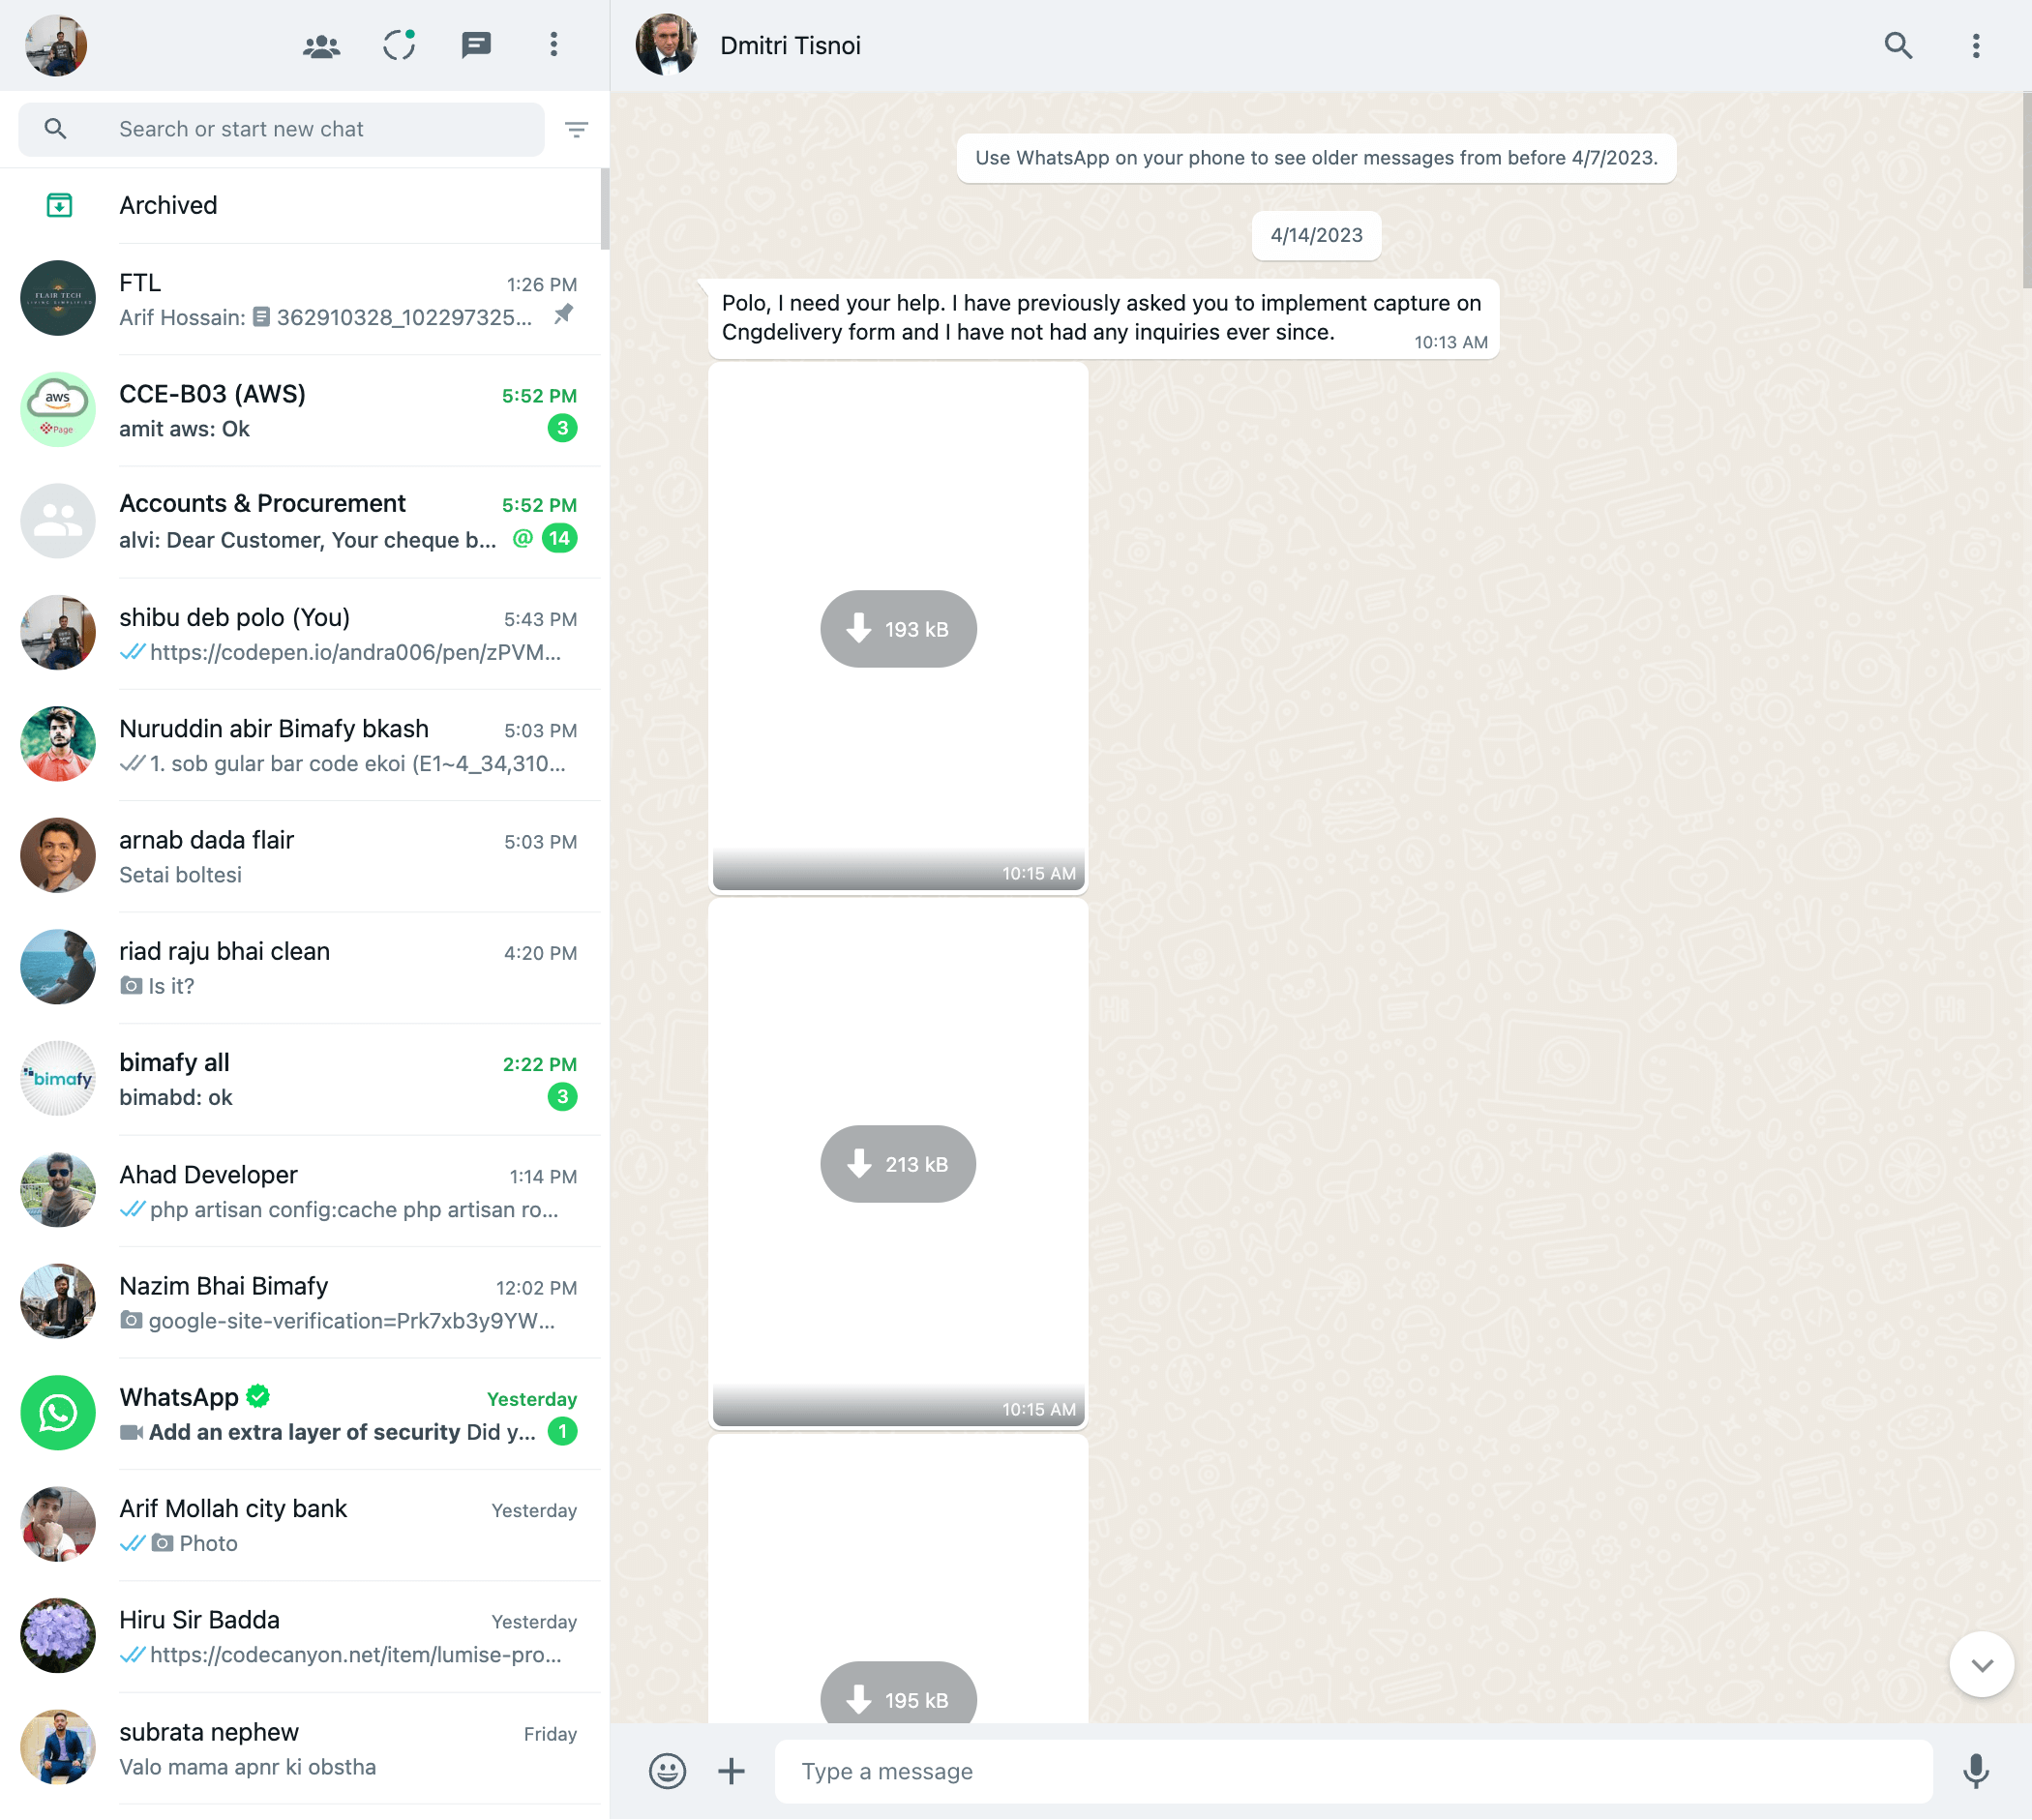 Search or start new chat
Archived
FLAIR TECH
FTL
1:26 PM
Arif Hossain: 362910328_102297325...
aws
Page
CCE-B03 (AWS)
5:52 PM
amit aws: Ok
3
Accounts & Procurement
5:52 PM
alvi: Dear Customer, Your cheque b...
@ 14
shibu deb polo (You)
5:43 PM
https://codepen.io/andra006/pen/zPVM...
Nuruddin abir Bimafy bkash
5:03 PM
1. sob gular bar code ekoi (E1~4_34,310...
arnab dada flair
5:03 PM
Setai boltesi
riad raju bhai clean
4:20 PM
Is it?
bimafy
bimafy all
2:22 PM
bimabd: ok
3
Ahad Developer
1:14 PM
php artisan config:cache php artisan ro...
Nazim Bhai Bimafy
12:02 PM
google-site-verification=Prk7xb3y9YW...
WhatsApp
Yesterday
Add an extra layer of security Did y...
1
Arif Mollah city bank
Yesterday
Photo
Hiru Sir Badda
Yesterday
https://codecanyon.net/item/lumise-pro...
subrata nephew
Friday
Valo mama apnr ki obstha
Dmitri Tisnoi
Use WhatsApp on your phone to see older messages from before 4/7/2023.
4/14/2023
Polo, I need your help. I have previously asked you to implement capture on
Cngdelivery form and I have not had any inquiries ever since.
10:13 AM
193 kB
10:15 AM
213 kB
10:15 AM
195 kB
Type a message